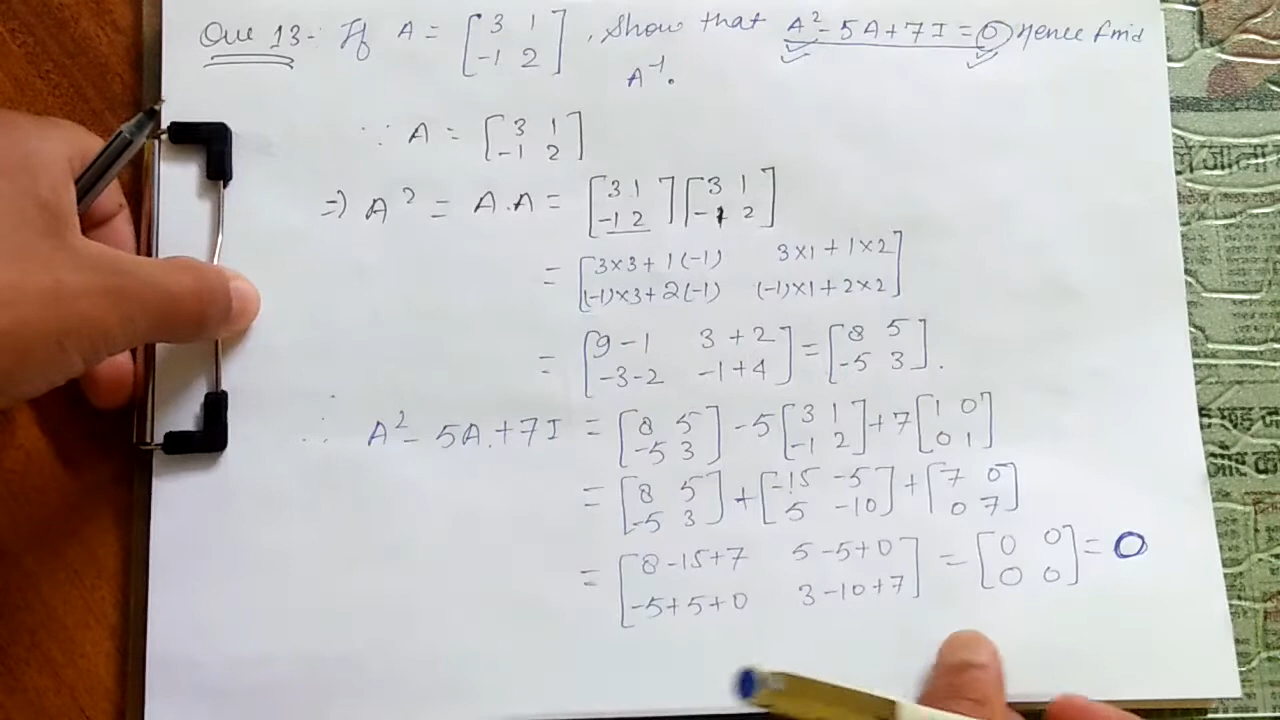 Que 13- If A = [3 1 -1 2], Show that A² - 5A + 7I = 0 Hence find
A⁻¹.
∵ A = [3 1 -1 2]
⇒ A² = A.A = [3 1 -1 2] [3 1 -1 2]
= [3×3+1(-1) 3×1+1×2 (-1)×3+2(-1) (-1)×1+2×2]
= [9-1 3+2 -3-2 -1+4] = [8 5 -5 3].
∴ A² - 5A + 7I = [8 5 -5 3] - 5[3 1 -1 2] + 7[1 0 0 1]
= [8 5 -5 3] + [-15 -5 5 -10] + [7 0 0 7]
= [8-15+7 5-5+0 -5+5+0 3-10+7] = [0 0 0 0] = 0
ले जाली